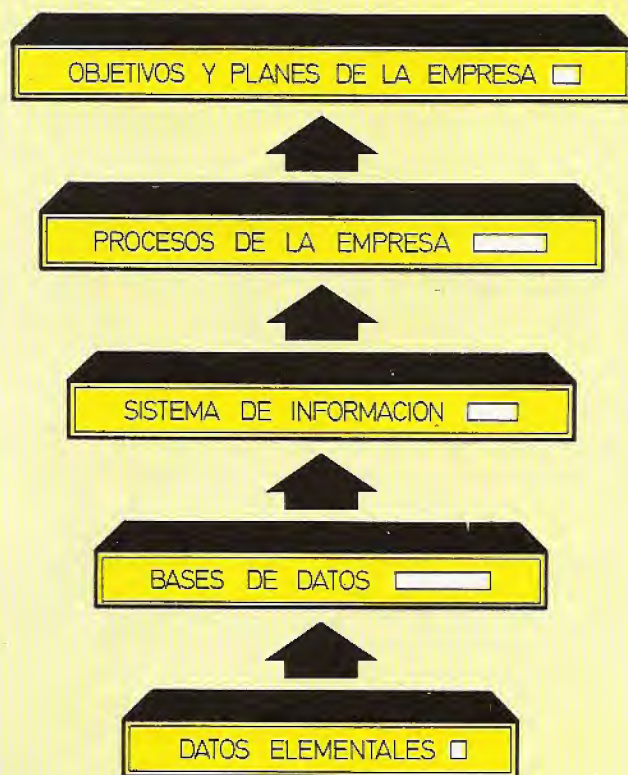 OBJETIVOS Y PLANES DE LA EMPRESA
PROCESOS DE LA EMPRESA
SISTEMA DE INFORMACION
BASES DE DATOS
DATOS ELEMENTALES